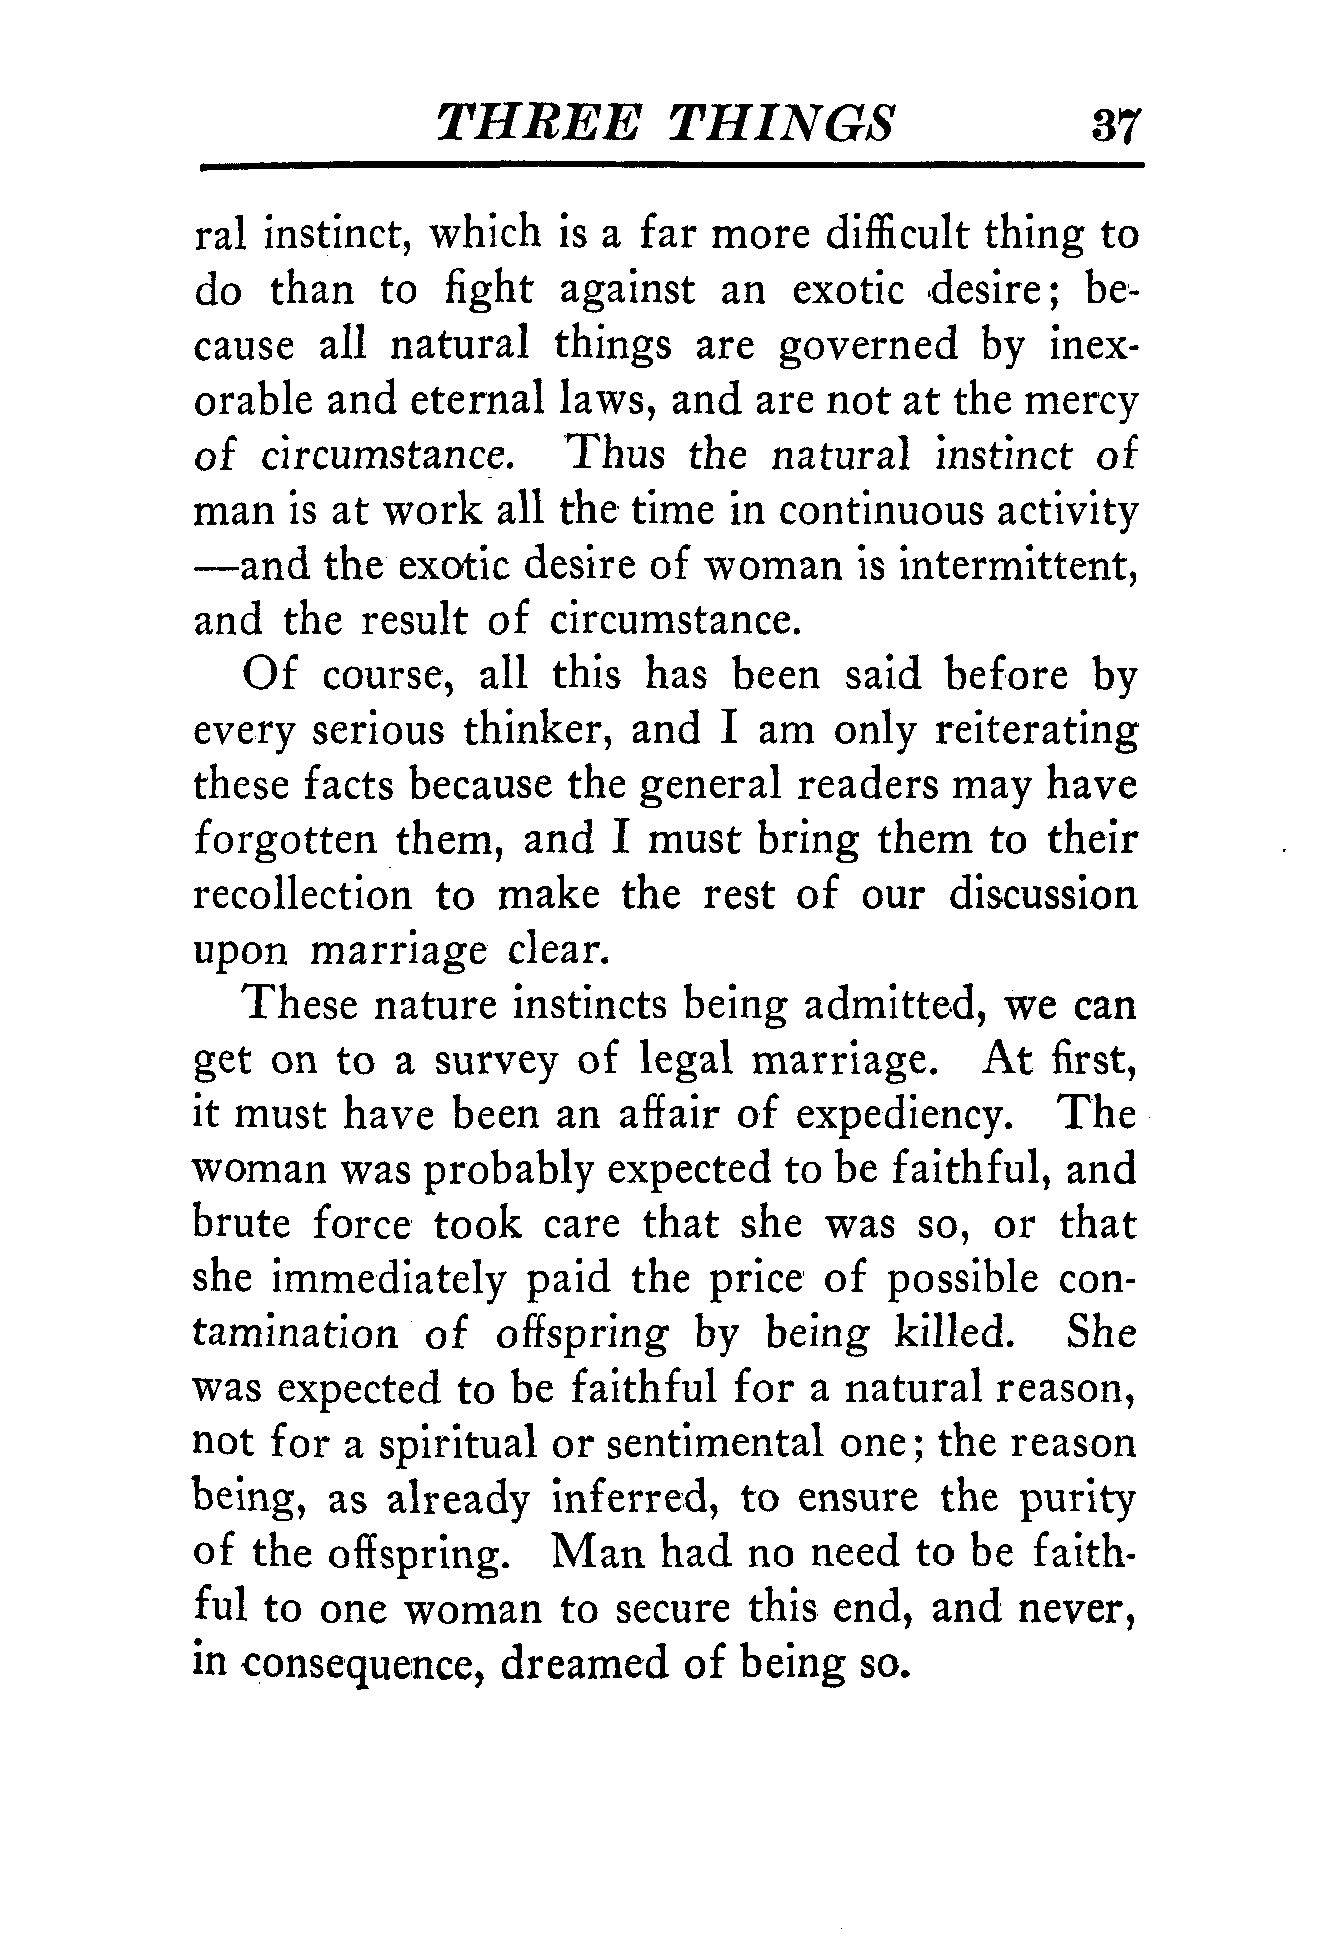 THREE THINGS 37
ral instinct, which is a far more difficult thing to
do than to fight against an exotic desire; be-
cause all natural things are governed by inex-
orable and eternal laws, and are not at the mercy
of circumstance. Thus the natural instinct of
man is at work all the time in continuous activity
—and the exotic desire of woman is intermittent,
and the result of circumstance.
Of course, all this has been said before by
every serious thinker, and I am only reiterating
these facts because the general readers may have
forgotten them, and I must bring them to their
recollection to make the rest of our discussion
upon marriage clear.
These nature instincts being admitted, we can
get on to a survey of legal marriage. At first,
it must have been an affair of expediency. The
woman was probably expected to be faithful, and
brute force took care that she was so, or that
she immediately paid the price of possible con-
tamination of offspring by being killed. She
was expected to be faithful for a natural reason,
not for a spiritual or sentimental one; the reason
being, as already inferred, to ensure the purity
of the offspring. Man had no need to be faith-
ful to one woman to secure this end, and never,
in consequence, dreamed of being so.